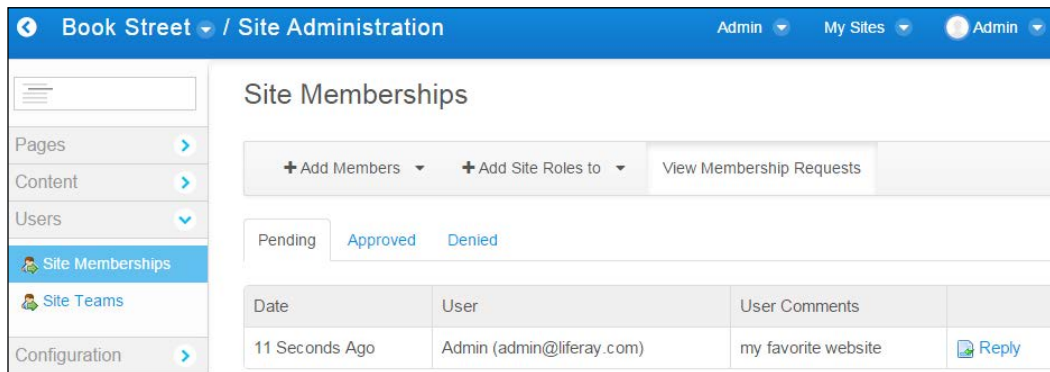 Book Street / Site Administration Admin My Sites Admin
Site Memberships
Pages
Content
Users
Site Memberships
Site Teams
Configuration
+ Add Members + Add Site Roles to View Membership Requests
Pending Approved Denied
Date User User Comments
11 Seconds Ago Admin (admin@liferay.com) my favorite website Reply